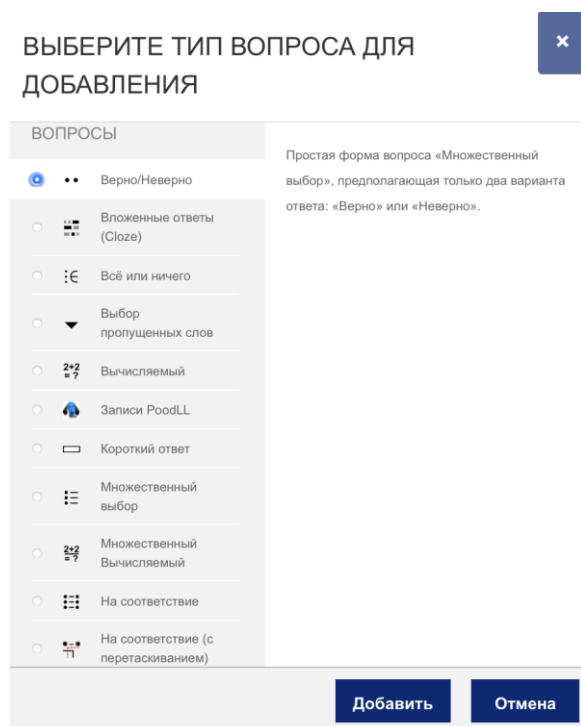 ВЫБЕРИТЕ ТИП ВОПРОСА ДЛЯ
ДОБАВЛЕНИЯ
×
ВОПРОСЫ
Верно/Неверно
Вложенные ответы
(Cloze)
Всё или ничего
Выбор
пропущенных слов
2+2
= ?
Вычисляемый
Записи PoodLL
Короткий ответ
Множественный
выбор
2+2
= ?
Множественный
Вычисляемый
На соответствие
На соответствие (с
перетаскиванием)
Простая форма вопроса «Множественный
выбор», предполагающая только два варианта
ответа: «Верно» или «Неверно».
Добавить
Отмена